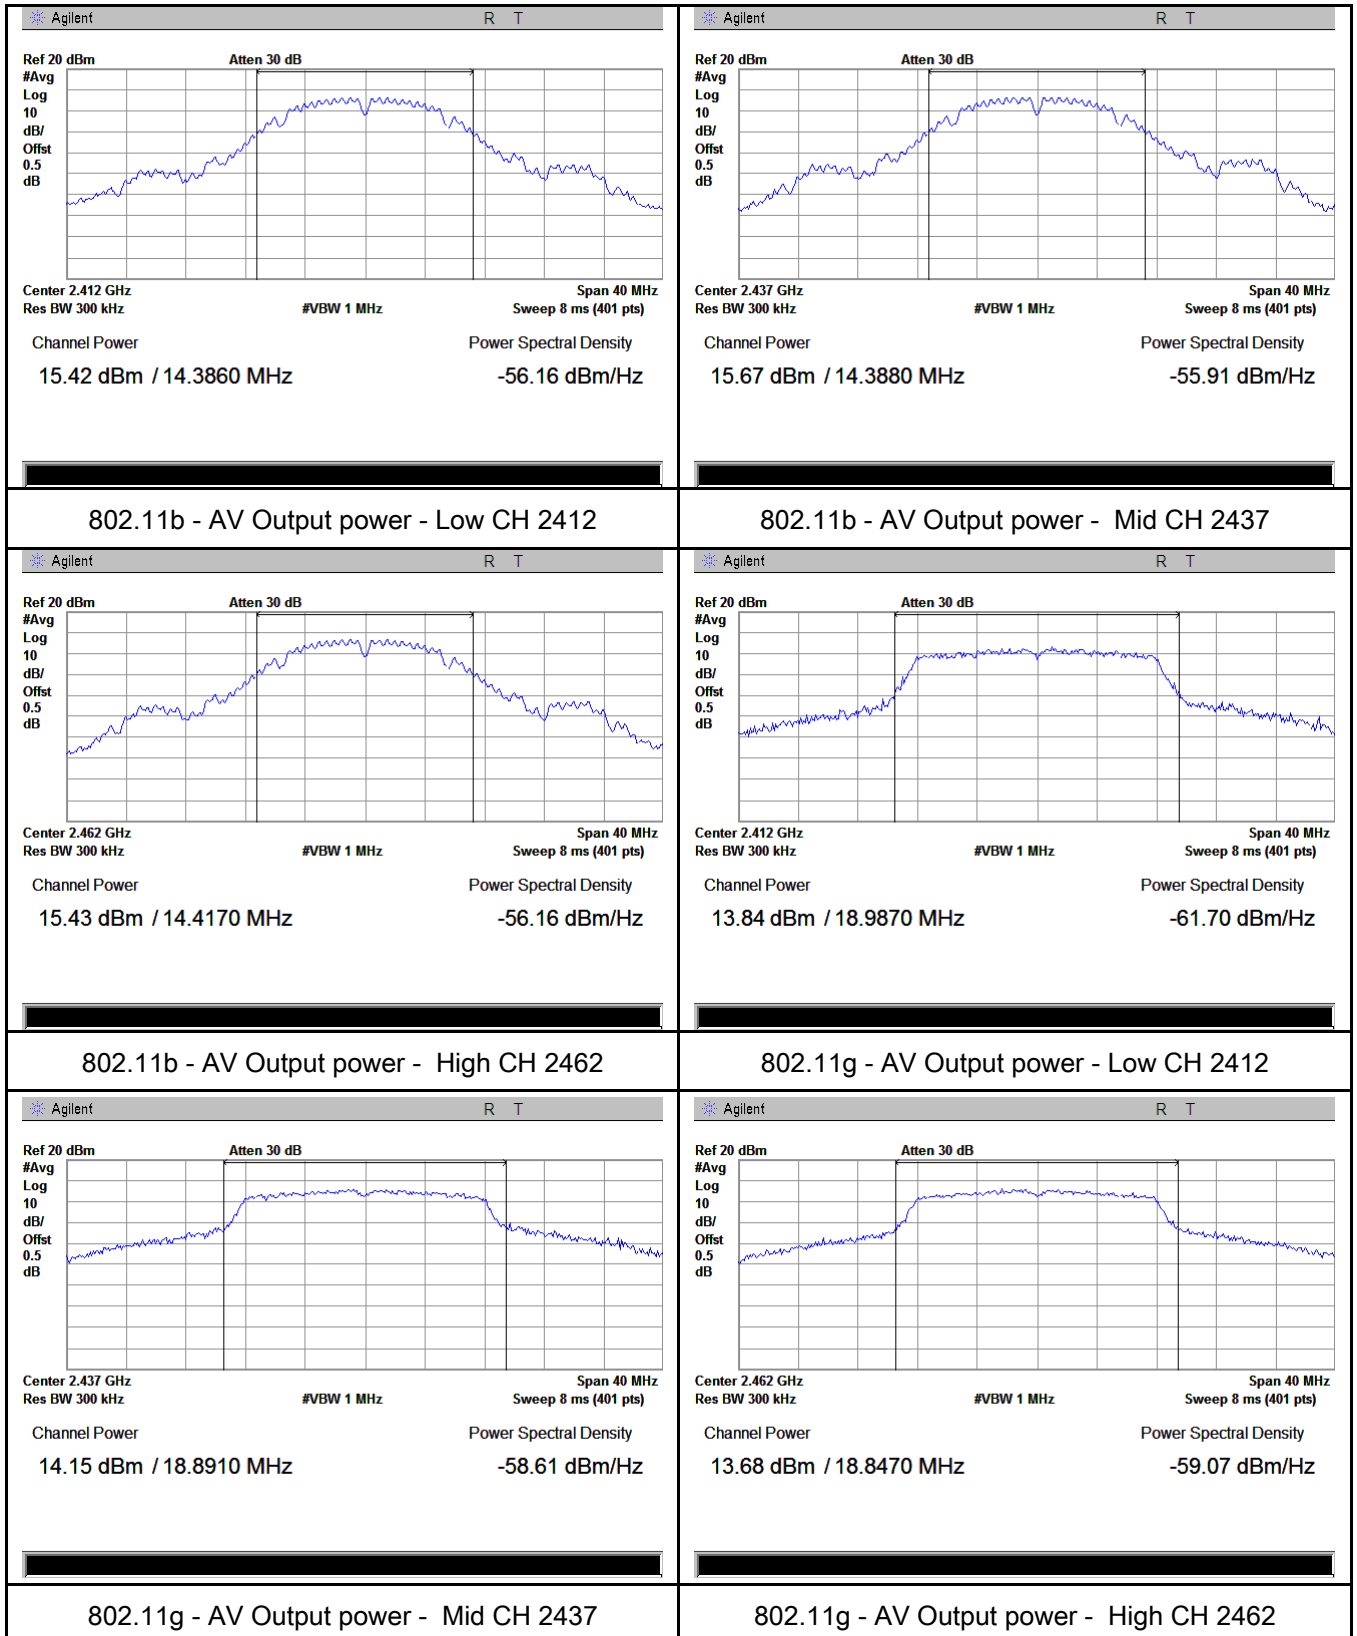 Agilent R T
Ref 20 dBm Atten 30 dB
#Avg
Log
10
dB/
Offst
0.5
dB
Center 2.412 GHz Span 40 MHz
Res BW 300 kHz #VBW 1 MHz Sweep 8 ms (401 pts)
Channel Power Power Spectral Density
15.42 dBm / 14.3860 MHz -56.16 dBm/Hz
802.11b - AV Output power - Low CH 2412
Agilent R T
Ref 20 dBm Atten 30 dB
#Avg
Log
10
dB/
Offst
0.5
dB
Center 2.437 GHz Span 40 MHz
Res BW 300 kHz #VBW 1 MHz Sweep 8 ms (401 pts)
Channel Power Power Spectral Density
15.67 dBm / 14.3880 MHz -55.91 dBm/Hz
802.11b - AV Output power - Mid CH 2437
Agilent R T
Ref 20 dBm Atten 30 dB
#Avg
Log
10
dB/
Offst
0.5
dB
Center 2.462 GHz Span 40 MHz
Res BW 300 kHz #VBW 1 MHz Sweep 8 ms (401 pts)
Channel Power Power Spectral Density
15.43 dBm / 14.4170 MHz -56.16 dBm/Hz
802.11b - AV Output power - High CH 2462
Agilent R T
Ref 20 dBm Atten 30 dB
#Avg
Log
10
dB/
Offst
0.5
dB
Center 2.412 GHz Span 40 MHz
Res BW 300 kHz #VBW 1 MHz Sweep 8 ms (401 pts)
Channel Power Power Spectral Density
13.84 dBm / 18.9870 MHz -61.70 dBm/Hz
802.11g - AV Output power - Low CH 2412
Agilent R T
Ref 20 dBm Atten 30 dB
#Avg
Log
10
dB/
Offst
0.5
dB
Center 2.437 GHz Span 40 MHz
Res BW 300 kHz #VBW 1 MHz Sweep 8 ms (401 pts)
Channel Power Power Spectral Density
14.15 dBm / 18.8910 MHz -58.61 dBm/Hz
802.11g - AV Output power - Mid CH 2437
Agilent R T
Ref 20 dBm Atten 30 dB
#Avg
Log
10
dB/
Offst
0.5
dB
Center 2.462 GHz Span 40 MHz
Res BW 300 kHz #VBW 1 MHz Sweep 8 ms (401 pts)
Channel Power Power Spectral Density
13.68 dBm / 18.8470 MHz -59.07 dBm/Hz
802.11g - AV Output power - High CH 2462